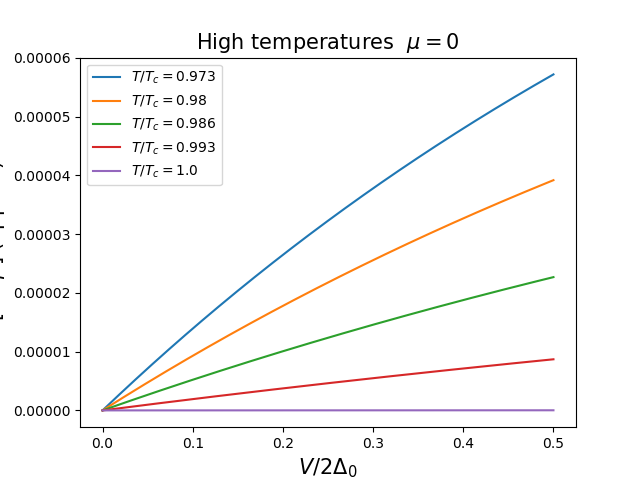 High temperatures μ = 0
0.00006
0.00005
0.00004
0.00003
0.00002
0.00001
0.00000
T/T_c = 0.973
T/T_c = 0.98
T/T_c = 0.986
T/T_c = 0.993
T/T_c = 1.0
0.0 0.1 0.2 0.3 0.4 0.5
V/2Δ_0